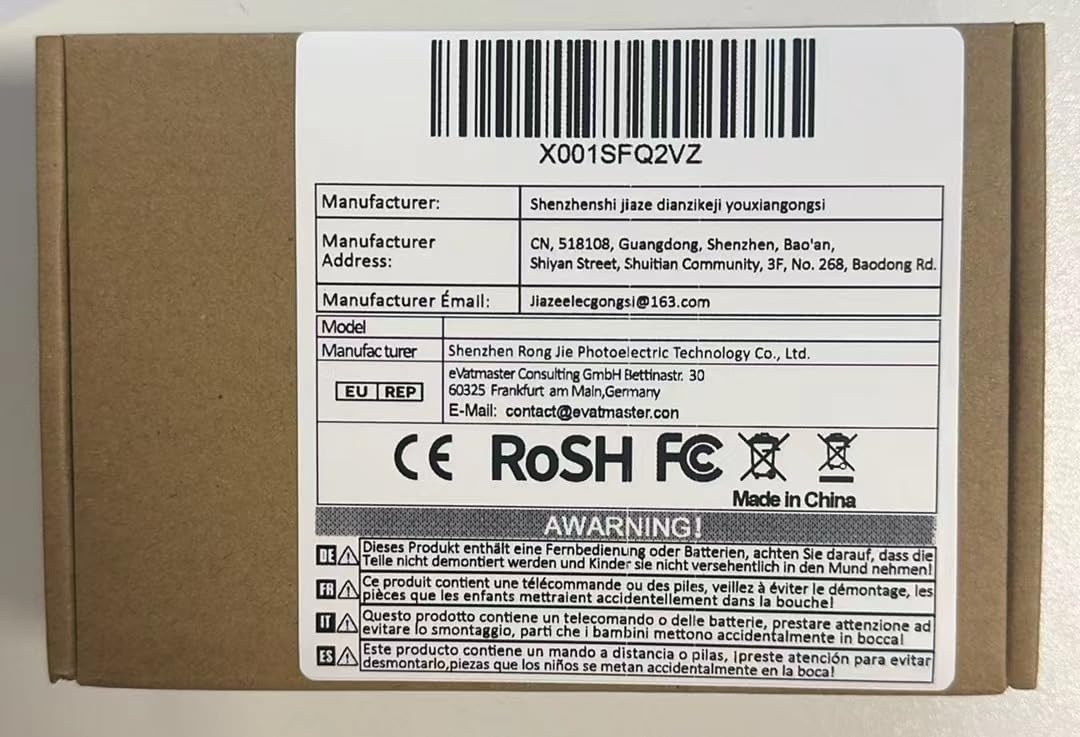 X001SFQ2VZ
Manufacturer: Shenzhenshi jiaze dianzikeji youxiangongsi
Manufacturer Address: CN, 518108, Guangdong, Shenzhen, Bao'an,
Shiyan Street, Shuitian Community, 3F, No. 268, Baodong Rd.
Manufacturer Émail: Jiazeelecgongsi@163.com
Model
Manufacturer Shenzhen Rong Jie Photoelectric Technology Co., Ltd.
EU REP
eVatmaster Consulting GmbH Bettinastr. 30
60325 Frankfurt am Main,Germany
E-Mail: contact@evatmaster.con
CE RoSH FC
Made in China
AWARNING!
DE Dieses Produkt enthält eine Fernbedienung oder Batterien, achten Sie darauf, dass die
Teile nicht demontiert werden und Kinder sie nicht versehentlich in den Mund nehmen!
FR Ce produit contient une télécommande ou des piles, veillez à éviter le démontage, les
pièces que les enfants mettraient accidentellement dans la bouche!
IT Questo prodotto contiene un telecomando o delle batterie, prestare attenzione ad
evitare lo smontaggio, parti che i bambini mettono accidentalmente in bocca!
ES Este producto contiene un mando a distancia o pilas, ¡preste atención para evitar
desmontarlo,piezas que los niños se metan accidentalmente en la boca!